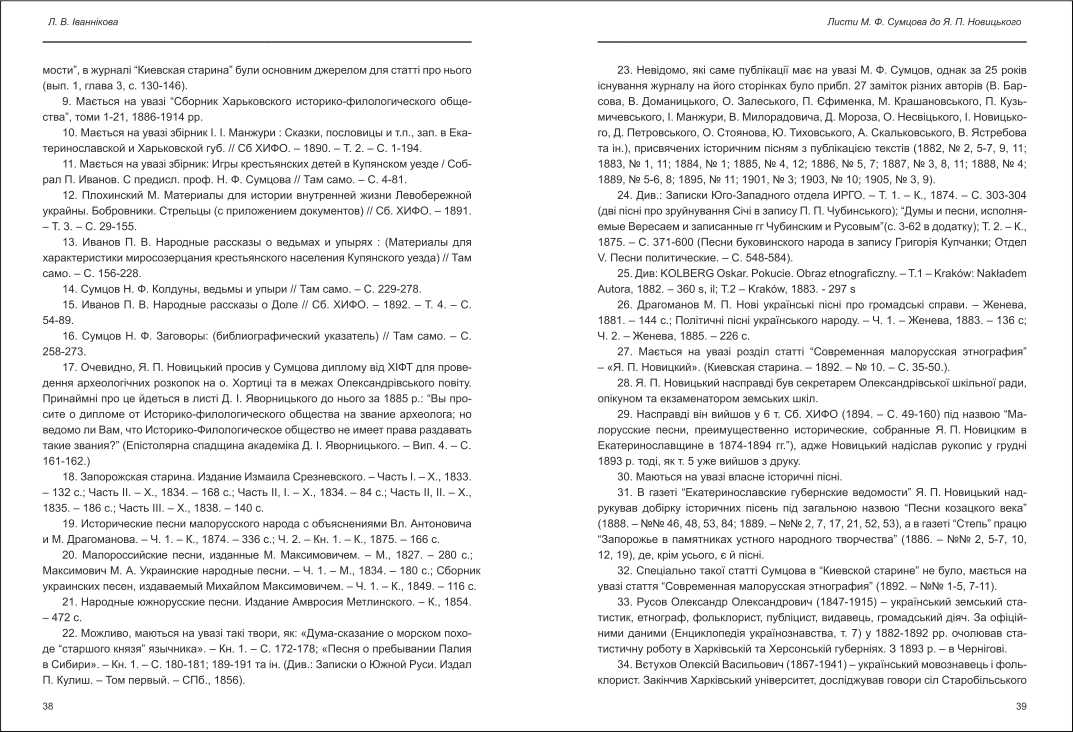 Л. В. Іваннікова
мости”, в журналі “Киевская старина” були основним джерелом для статті про нього
(вып. 1, глава 3, с. 130-146).
9. Мається на увазі “Сборник Харьковского историко-филологического обще-
ства”, томи 1-21, 1886-1914 рр.
10. Мається на увазі збірник І. І. Манжури : Сказки, пословицы и т.п., зап. в Ека-
теринославской и Харьковской губ. // Сб ХИФО. – 1890. – Т. 2. – С. 1-194.
11. Мається на увазі збірник: Игры крестьянских детей в Купянском уезде / Соб-
рал П. Иванов. С предисл. проф. Н. Ф. Сумцова // Там само. – С. 4-81.
12. Плохинский М. Материалы для истории внутренней жизни Левобережной
украйны. Бобровники. Стрельцы (с приложением документов) // Сб. ХИФО. – 1891.
– Т. 3. – С. 29-155.
13. Иванов П. В. Народные рассказы о ведьмах и упырях : (Материалы для
характеристики миросозерцания крестьянского населения Купянского уезда) // Там
само. – С. 156-228.
14. Сумцов Н. Ф. Колдуны, ведьмы и упыри // Там само. – С. 229-278.
15. Иванов П. В. Народные рассказы о Доле // Сб. ХИФО. – 1892. – Т. 4. – С.
54-89.
16. Сумцов Н. Ф. Заговоры: (библиографический указатель) // Там само. – С.
258-273.
17. Очевидно, Я. П. Новицький просив у Сумцова диплому від ХІФТ для прове-
дення археологічних розкопок на о. Хортиці та в межах Олександрівського повіту.
Принаймні про це йдеться в листі Д. І. Яворницького до нього за 1885 р.: “Вы про-
сите о дипломе от Историко-филологического общества на звание археолога; но
ведомо ли Вам, что Историко-Филологическое общество не имеет права раздавать
такие звания?” (Епістолярна спадщина академіка Д. І. Яворницького. – Вип. 4. – С.
161-162.)
18. Запорожская старина. Издание Измаила Срезневского. – Часть І. – Х., 1833.
– 132 с.; Часть ІІ. – Х., 1834. – 168 с.; Часть ІІ, І. – Х., 1834. – 84 с.; Часть ІІ, ІІ. – Х.,
1835. – 186 с.; Часть ІІІ. – Х., 1838. – 140 с.
19. Исторические песни малорусского народа с объяснениями Вл. Антоновича
и М. Драгоманова. – Ч. 1. – К., 1874. – 336 с.; Ч. 2. – Кн. 1. – К., 1875. – 166 с.
20. Малороссийские песни, изданные М. Максимовичем. – М., 1827. – 280 с.;
Максимович М. А. Украинские народные песни. – Ч. 1. – М., 1834. – 180 с.; Сборник
украинских песен, издаваемый Михайлом Максимовичем. – Ч. 1. – К., 1849. – 116 с.
21. Народные южнорусские песни. Издание Амвросия Метлинского. – К., 1854.
– 472 с.
22. Можливо, маються на увазі такі твори, як: «Дума-сказание о морском похо-
де “старшого князя” язычника». – Кн. 1. – С. 172-178; «Песня о пребывании Палия
в Сибири». – Кн. 1. – С. 180-181; 189-191 та ін. (Див.: Записки о Южной Руси. Издал
П. Кулиш. – Том первый. – СПб., 1856).
38
Листи М. Ф. Сумцова до Я. П. Новицького
23. Невідомо, які саме публікації має на увазі М. Ф. Сумцов, однак за 25 років
існування журналу на його сторінках було прибл. 27 заміток різних авторів (В. Бар-
сова, В. Доманицького, О. Залеського, П. Єфименка, М. Крашановського, П. Кузь-
мичевського, І. Манжури, В. Милорадовича, Д. Мороза, О. Несвіцького, І. Новицько-
го, Д. Петровського, О. Стоянова, Ю. Тиховського, А. Скальковського, В. Ястребова
та ін.), присвячених історичним пісням з публікацією текстів (1882, № 2, 5-7, 9, 11;
1883, № 1, 11; 1884, № 1; 1885, № 4, 12; 1886, № 5, 7; 1887, № 3, 8, 11; 1888, № 4;
1889, № 5-6, 8; 1895, № 11; 1901, № 3; 1903, № 10; 1905, № 3, 9).
24. Див.: Записки Юго-Западного отдела ИРГО. – Т. 1. – К., 1874. – С. 303-304
(дві пісні про зруйнування Січі в запису П. П. Чубинського); “Думы и песни, исполня-
емые Вересаем и записанные гг Чубинским и Русовым”(с. 3-62 в додатку); Т. 2. – К.,
1875. – С. 371-600 (Песни буковинского народа в запису Григорія Купчанки; Отдел
V. Песни политические. – С. 548-584).
25. Див: KOLBERG Oskar. Pokucie. Obraz etnograficzny. – T.1 – Kraków: Nakładem
Autora, 1882. – 360 s, il; T.2 – Kraków, 1883. - 297 s
26. Драгоманов М. П. Нові українські пісні про громадські справи. – Женева,
1881. – 144 с.; Політичні пісні українського народу. – Ч. 1. – Женева, 1883. – 136 с;
Ч. 2. – Женева, 1885. – 226 с.
27. Мається на увазі розділ статті “Современная малорусская этнография”
– «Я. П. Новицкий». (Киевская старина. – 1892. – № 10. – С. 35-50.).
28. Я. П. Новицький насправді був секретарем Олександрівської шкільної ради,
опікуном та екзаменатором земських шкіл.
29. Насправді він вийшов у 6 т. Сб. ХИФО (1894. – С. 49-160) під назвою “Ма-
лорусские песни, преимущественно исторические, собранные Я. П. Новицким в
Екатеринославщине в 1874-1894 гг.”), адже Новицький надіслав рукопис у грудні
1893 р. тоді, як т. 5 уже вийшов з друку.
30. Маються на увазі власне історичні пісні.
31. В газеті “Екатеринославские губернские ведомости” Я. П. Новицький над-
рукував добірку історичних пісень під загальною назвою “Песни козацкого века”
(1888. – №№ 46, 48, 53, 84; 1889. – №№ 2, 7, 17, 21, 52, 53), а в газеті “Степь” працю
“Запорожье в памятниках устного народного творчества” (1886. – №№ 2, 5-7, 10,
12, 19), де, крім усього, є й пісні.
32. Спеціально такої статті Сумцова в “Киевской старине” не було, мається на
увазі стаття “Современная малорусская этнография” (1892. – №№ 1-5, 7-11).
33. Русов Олександр Олександрович (1847-1915) – український земський ста-
тистик, етнограф, фольклорист, публіцист, видавець, громадський діяч. За офіцій-
ними даними (Енциклопедія українознавства, т. 7) у 1882-1892 рр. очолював ста-
тистичну роботу в Харківській та Херсонській губерніях. З 1893 р. – в Чернігові.
34. Вєтухов Олексій Васильович (1867-1941) – український мовознавець і фоль-
клорист. Закінчив Харківський університет, досліджував говори сіл Старобільського
39